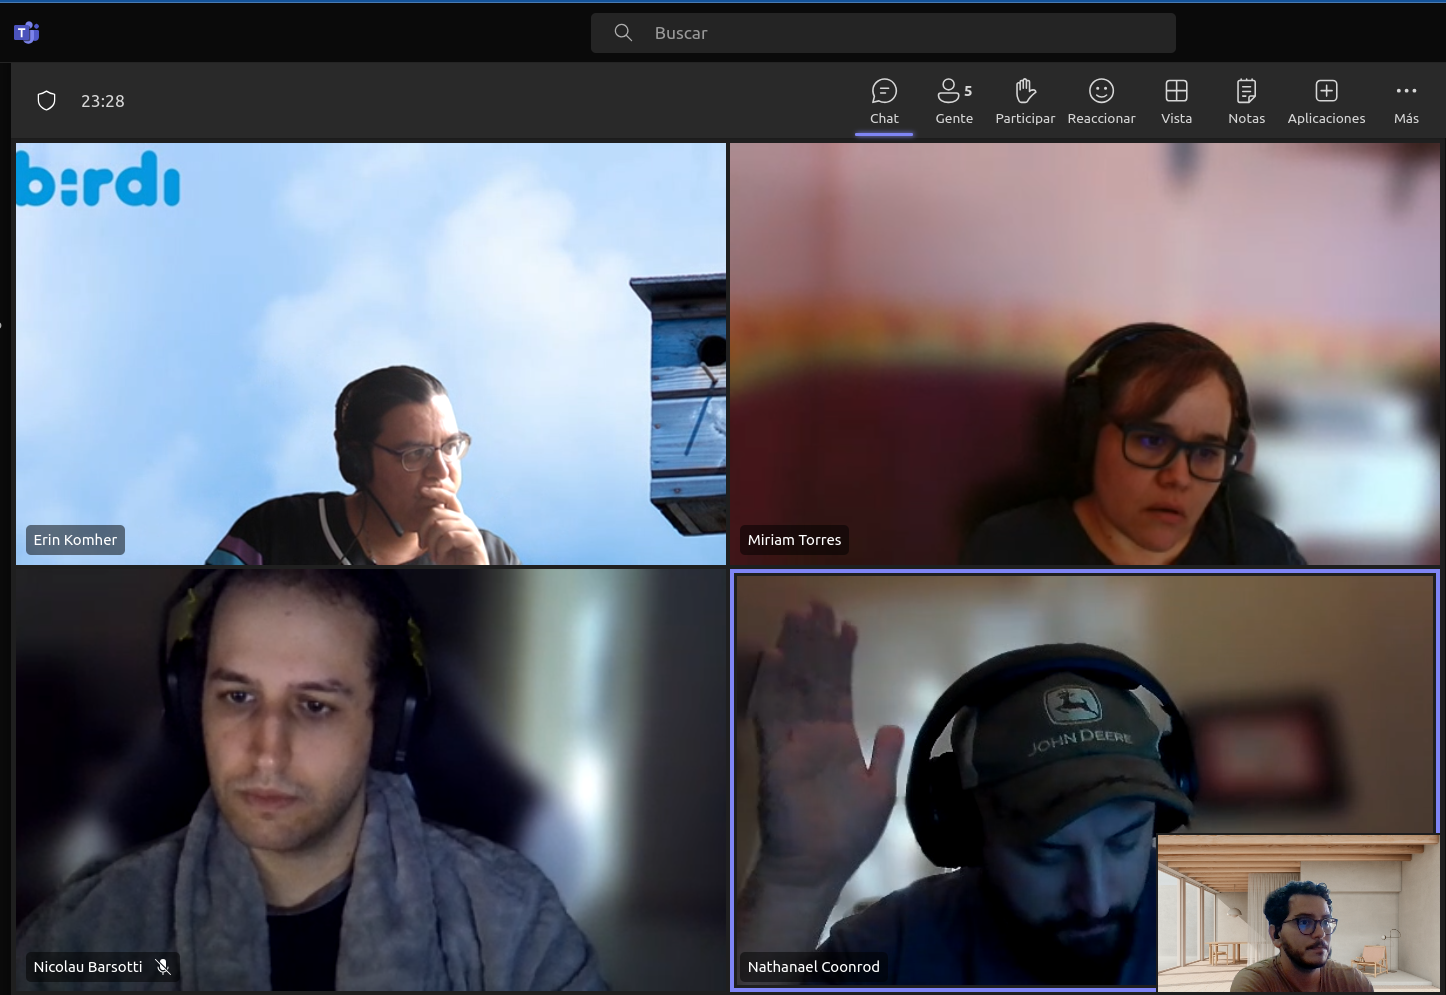 Buscar
23:28
Chat
Gente 5
Participar
Reaccionar
Vista
Notas
Aplicaciones
Más
birdi
Erin Komher
Miriam Torres
JOHN DEERE
Nicolau Barsotti
Nathanael Coonrod